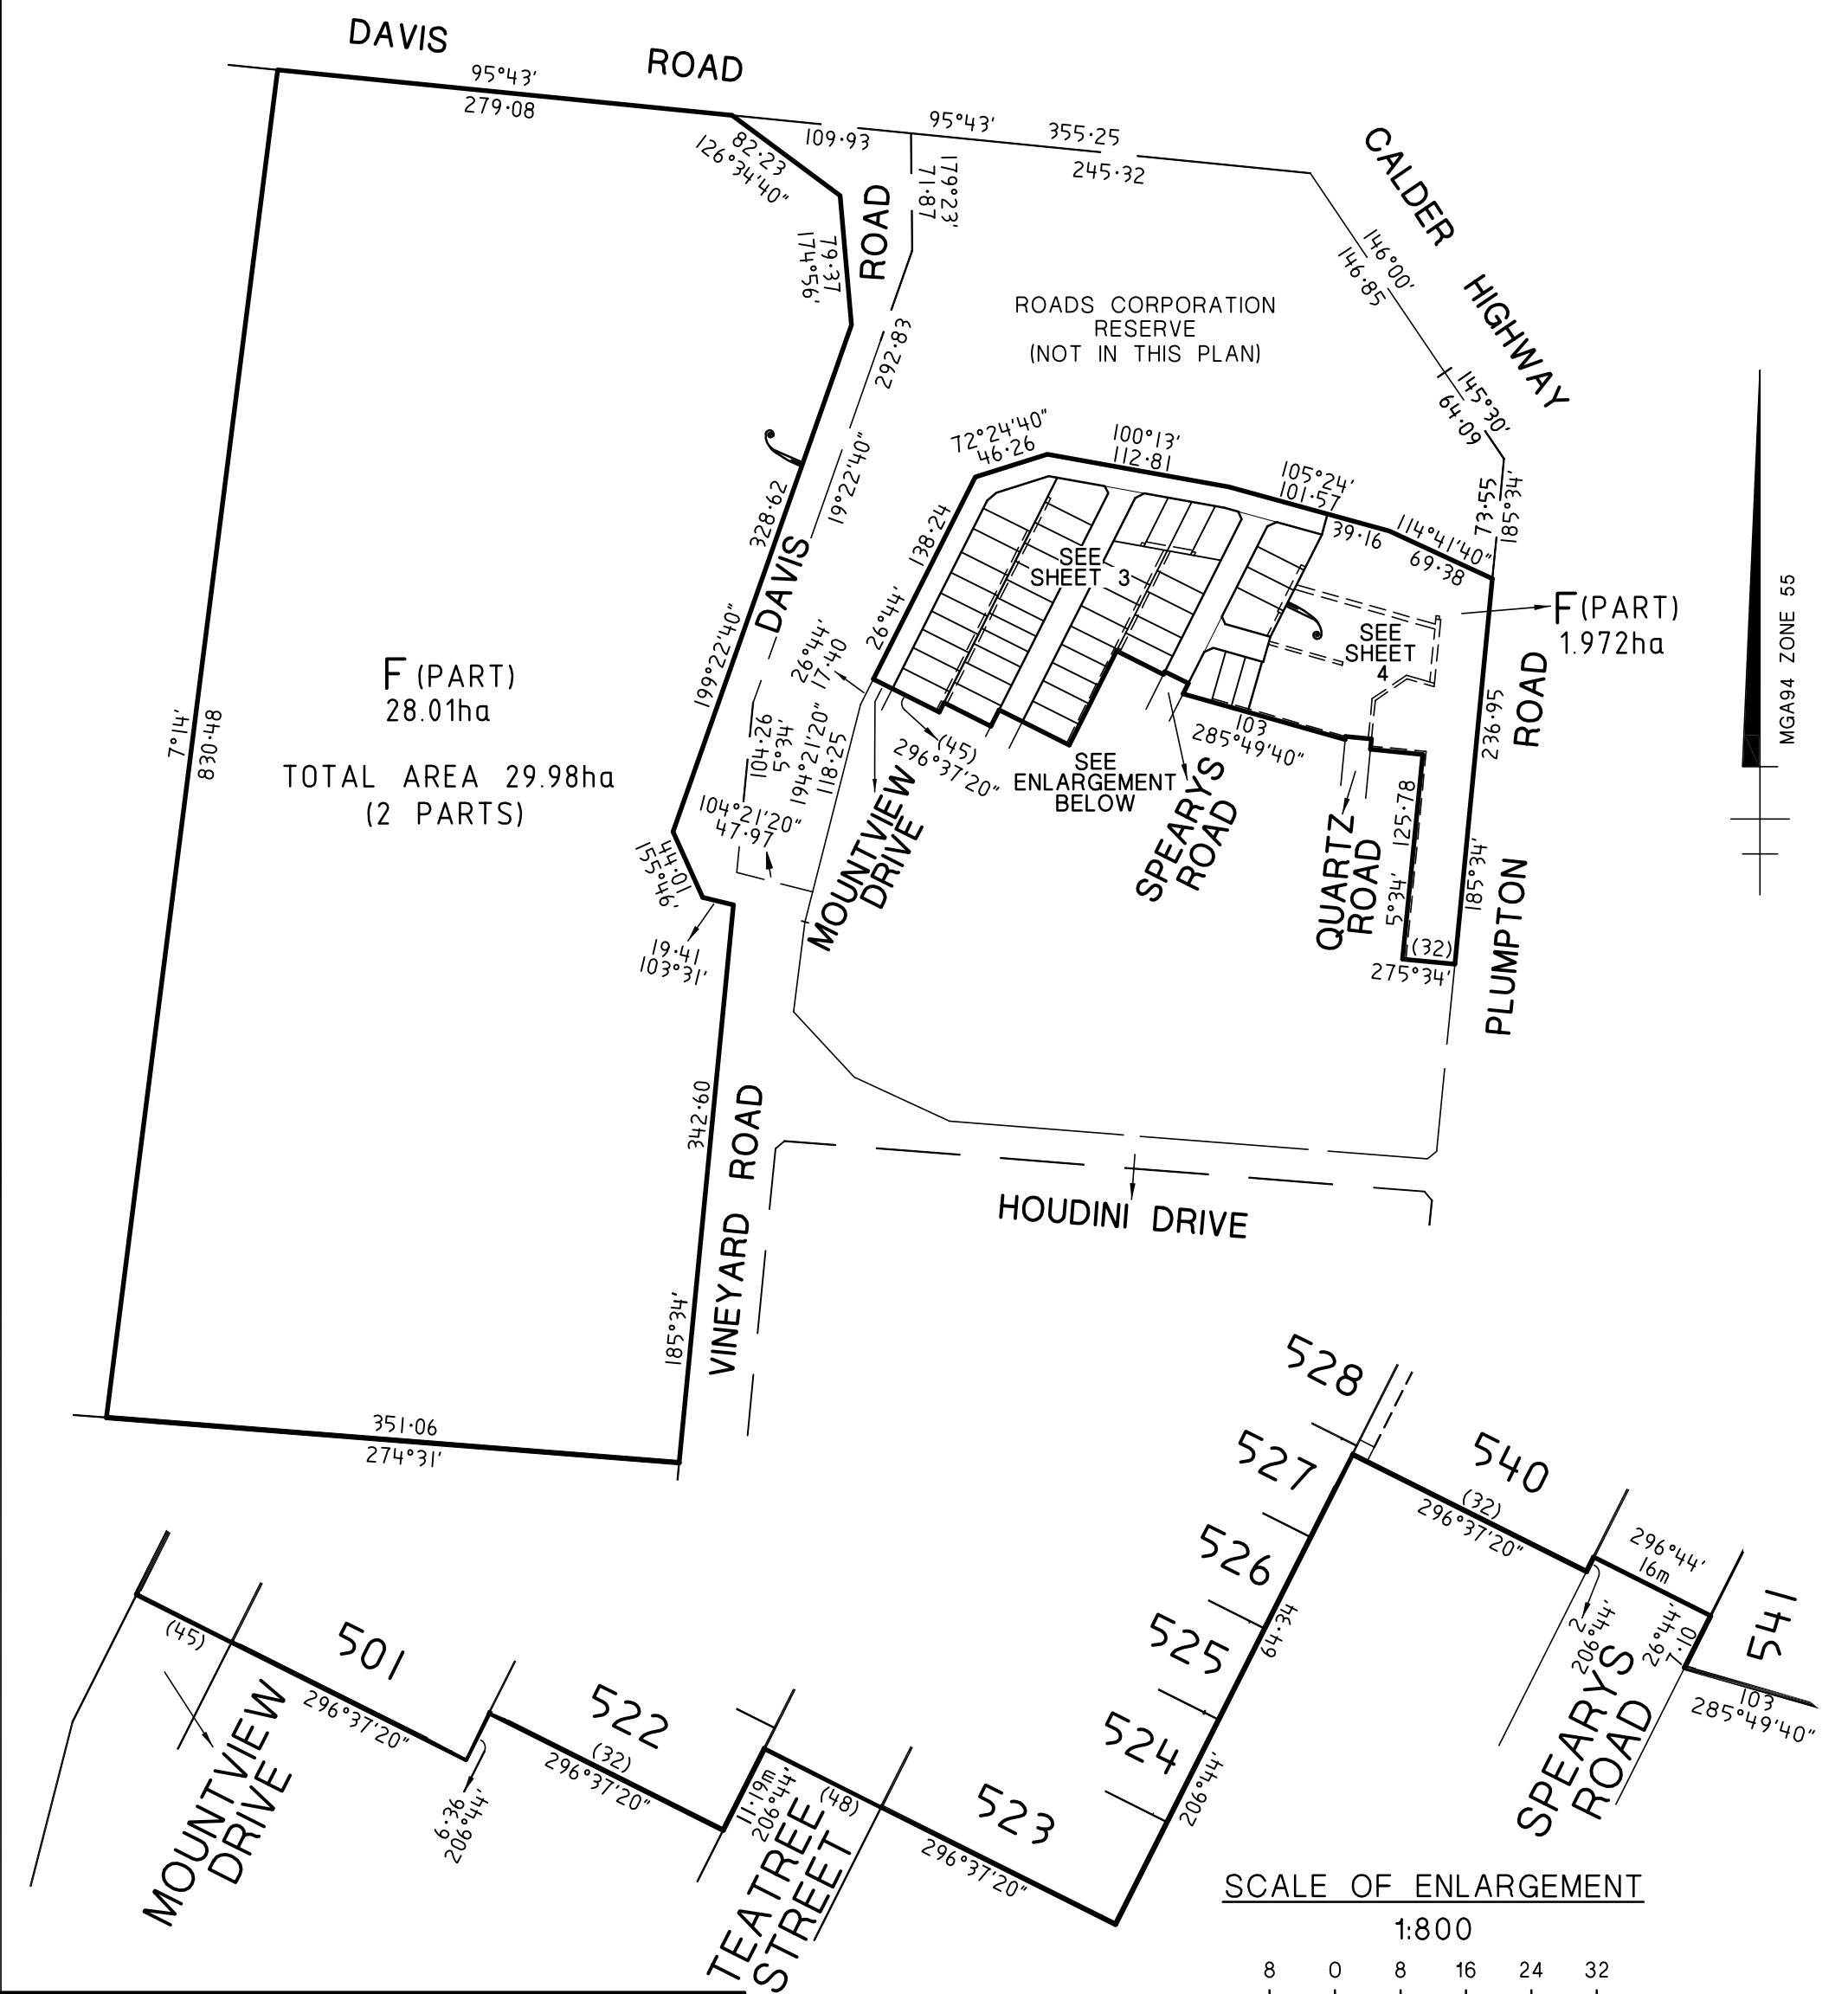 DAVIS
ROAD
95°43'
279·08
109·93
95°43'
355·25
245·32
82·23
126°34'40"
179°23'
71·87
79·37
174°56'
ROAD
CALDER HIGHWAY
146°00'
146·85
145°30'
64·09
73·55
185°34'
ROADS CORPORATION
RESERVE
(NOT IN THIS PLAN)
292·83
19°22'40"
328·62
199°22'40"
DAVIS
72°24'40"
46·26
100°13'
112·81
105°24'
101·57
39·16
114°41'40"
69·38
138·24
26°44'
SEE
SHEET 3
SEE
SHEET
4
F (PART)
1.972ha
MGA94 ZONE 55
F (PART)
28.01ha
TOTAL AREA 29.98ha
(2 PARTS)
7°14'
830·48
26°44'
17·40
104·26
5°34'
194°21'20"
118·25
104°21'20"
47·97
44·01
155°46'
19·41
103°31'
(45)
296°37'20"
SEE
ENLARGEMENT
BELOW
103
285°49'40"
MOUNTVIEW
DRIVE
SPEARYS
ROAD
QUARTZ
ROAD
125·78
5°34'
(32)
275°34'
236·95
185°34'
PLUMPTON ROAD
342·60
185°34'
VINEYARD ROAD
HOUDINI DRIVE
351·06
274°31'
528
527
526
525
524
540
(32)
296°37'20"
296°44'
16m
2
206°44'
26°44'
7·10
541
103
285°49'40"
SPEARYS
ROAD
64·34
206°44'
(45)
501
296°37'20"
6·36
206°44'
522
(32)
296°37'20"
11·19m
206°44'
(48)
523
296°37'20"
MOUNTVIEW
DRIVE
TEATREE
STREET
SCALE OF ENLARGEMENT
1:800
8 0 8 16 24 32